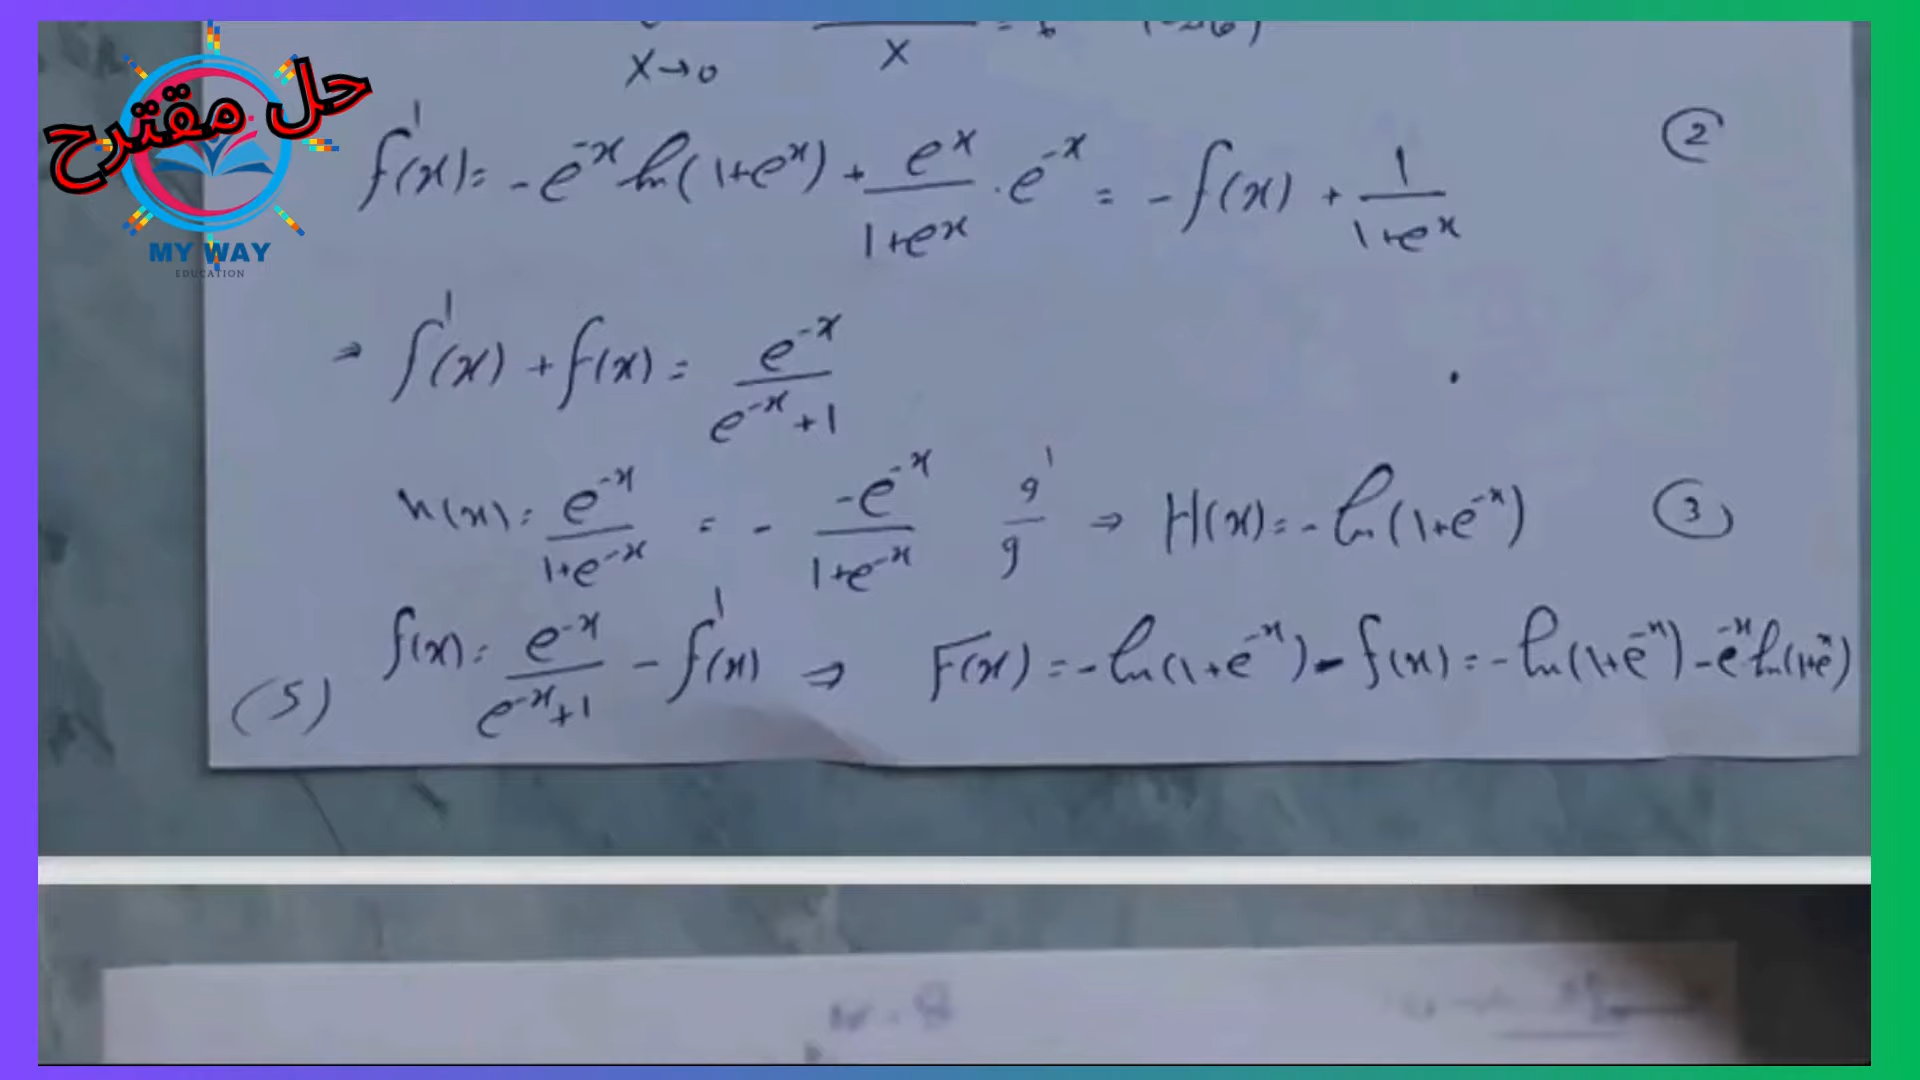 x→0
x
حل مقترح
MY WAY
EDUCATION
f'(x) = -e^{-x} ln(1+e^x) + e^x/(1+e^x) . e^{-x} = -f(x) + 1/(1+e^x) ②
⇒ f'(x) + f(x) = e^{-x}/(e^{-x}+1)
h(x) = e^{-x}/(1+e^{-x}) = - -e^{-x}/(1+e^{-x}) g'/g ⇒ H(x) = -ln(1+e^{-x}) ③
f(x) = e^{-x}/(e^{-x}+1) - f'(x) ⇒ F(x) = -ln(1+e^{-x}) - f(x) = -ln(1+e^{-x}) - e^{-x} ln(1+e^x)
(5)